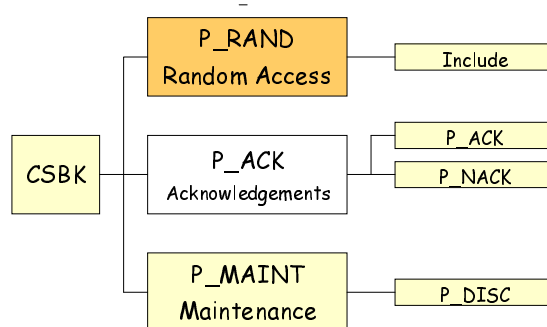 P_RAND
Random Access
Include
CSBK
P_ACK
Acknowledgements
P_ACK
P_NACK
P_MAINT
Maintenance
P_DISC